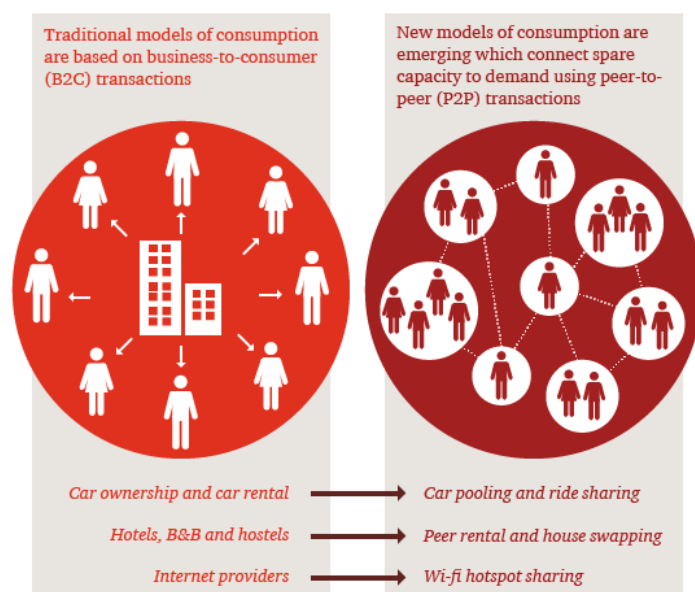 Traditional models of consumption
are based on business-to-consumer
(B2C) transactions
New models of consumption are
emerging which connect spare
capacity to demand using peer-to-
peer (P2P) transactions
Car ownership and car rental
Car pooling and ride sharing
Hotels, B&B and hostels
Peer rental and house swapping
Internet providers
Wi-fi hotspot sharing